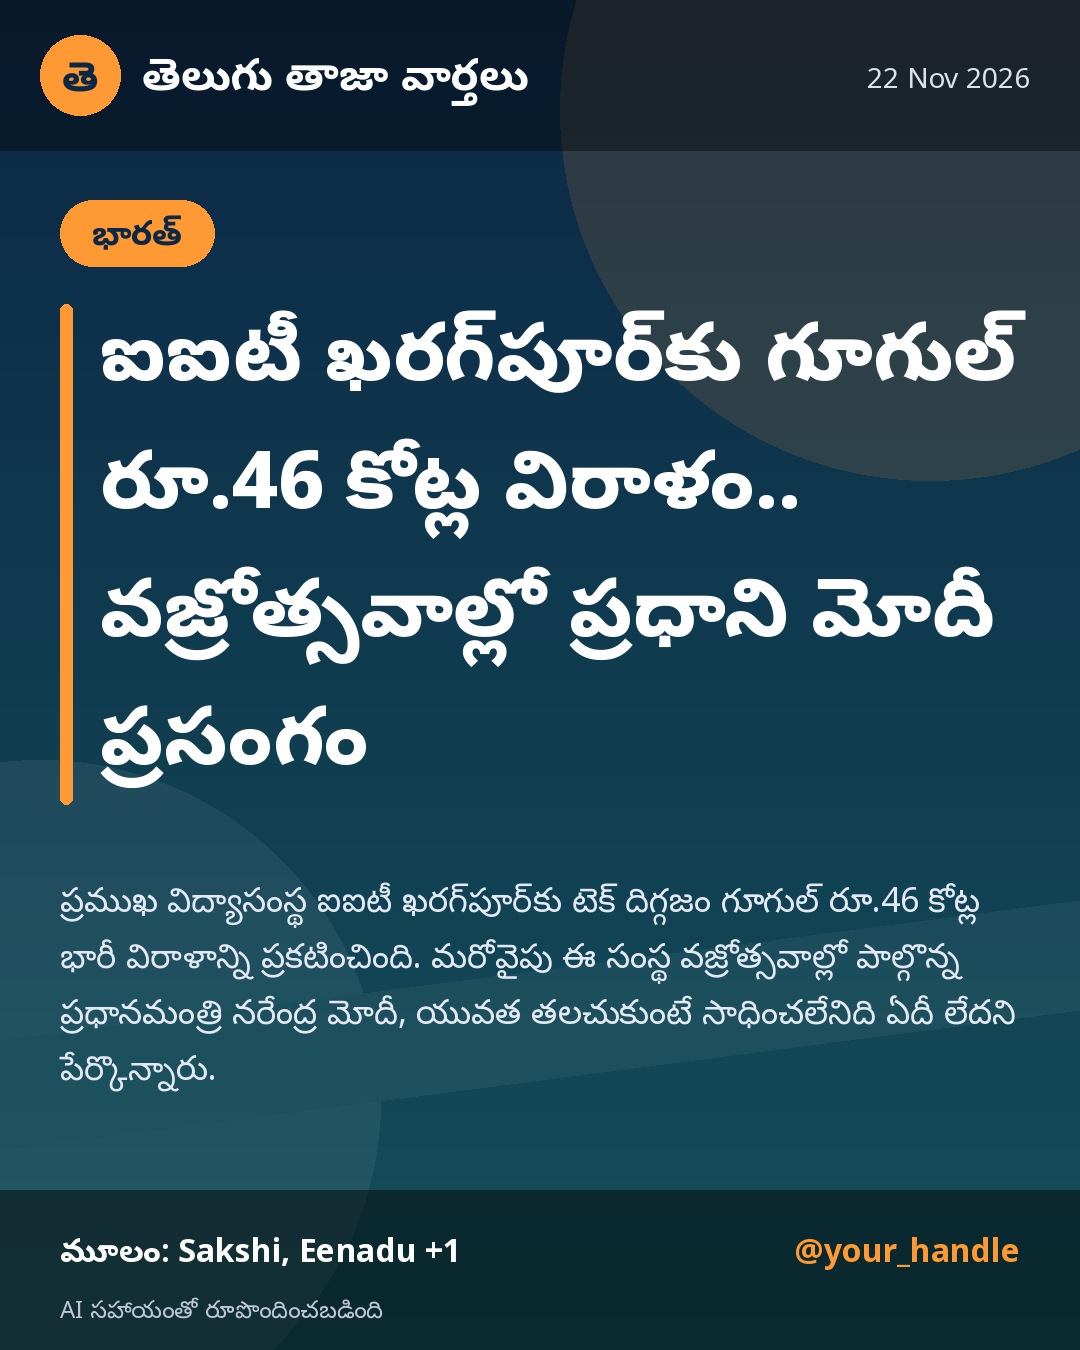 తె తెలుగు తాజా వార్తలు 22 Nov 2026
భారత్
ఐఐటీ ఖరగ్‌పూర్‌కు గూగుల్
రూ.46 కోట్ల విరాళం..
వజ్రోత్సవాల్లో ప్రధాని మోదీ
ప్రసంగం
ప్రముఖ విద్యాసంస్థ ఐఐటీ ఖరగ్‌పూర్‌కు టెక్ దిగ్గజం గూగుల్ రూ.46 కోట్ల
భారీ విరాళాన్ని ప్రకటించింది. మరోవైపు ఈ సంస్థ వజ్రోత్సవాల్లో పాల్గొన్న
ప్రధానమంత్రి నరేంద్ర మోదీ, యువత తలచుకుంటే సాధించలేనిది ఏదీ లేదని
పేర్కొన్నారు.
మూలం: Sakshi, Eenadu +1 @your_handle
AI సహాయంతో రూపొందించబడింది